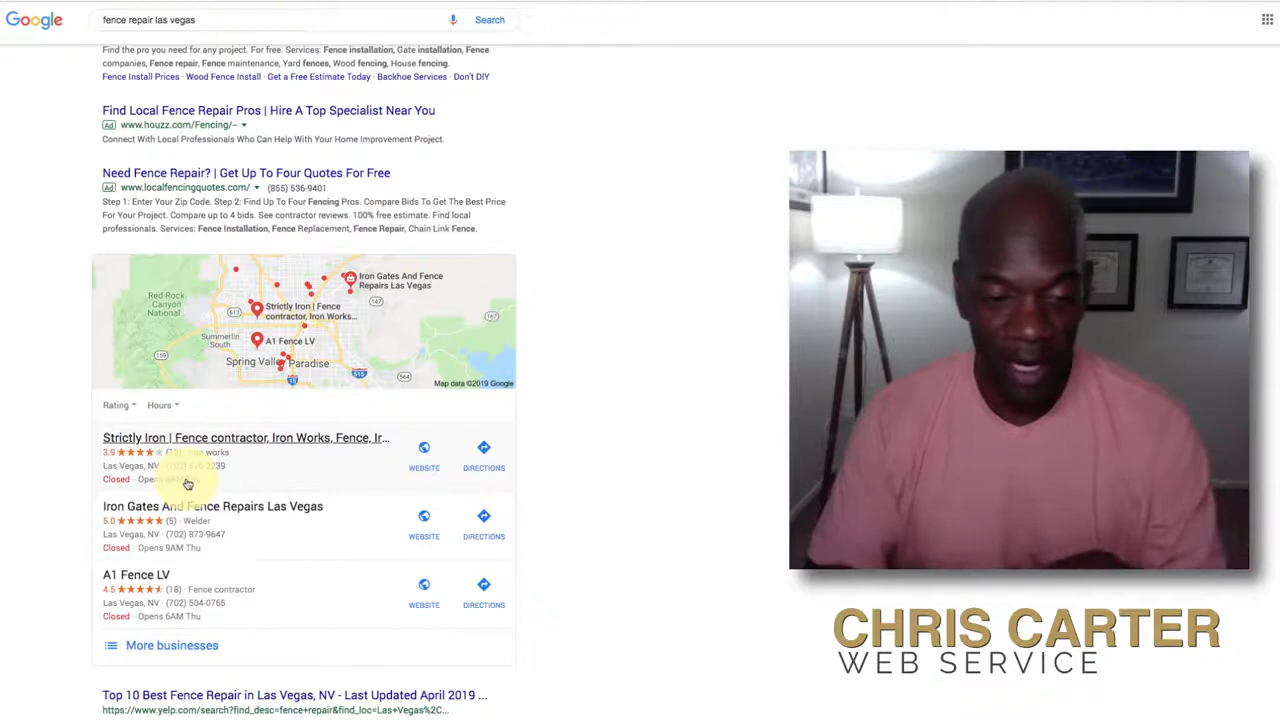 Google
fence repair las vegas
Search
Find the pro you need for any project. For free. Services: Fence installation, Gate installation, Fence
companies, Fence repair, Fence maintenance, Yard fences, Wood fencing, House fencing.
Fence Install Prices · Wood Fence Install · Get a Free Estimate Today · Backhoe Services · Don't DIY
Find Local Fence Repair Pros | Hire A Top Specialist Near You
Ad www.houzz.com/Fencing/~
Connect With Local Professionals Who Can Help With Your Home Improvement Project.
Need Fence Repair? | Get Up To Four Quotes For Free
Ad www.localfencingquotes.com/ (855) 536-9401
Step 1: Enter Your Zip Code. Step 2: Find Up To Four Fencing Pros. Compare Bids To Get The Best Price
For Your Project. Compare up to 4 bids. See contractor reviews. 100% free estimate. Find local
professionals. Services: Fence Installation, Fence Replacement, Fence Repair, Chain Link Fence.
Iron Gates And Fence
Repairs Las Vegas
Red Rock
Canyon
National
147
613
Strictly Iron | Fence
contractor, Iron Works...
167
Summerlin
South
A1 Fence LV
159
Spring Valley
Paradise
15
515
564
Map data ©2019 Google
Rating Hours
Strictly Iron | Fence contractor, Iron Works, Fence, Ir...
3.9 Iron works
Las Vegas, NV
Closed · Opens
WEBSITE DIRECTIONS
Iron Gates And Fence Repairs Las Vegas
5.0 (5) · Welder
Las Vegas, NV · (702) 873-9647
Closed · Opens 9AM Thu
WEBSITE DIRECTIONS
A1 Fence LV
4.5 (18) · Fence contractor
Las Vegas, NV · (702) 504-0765
Closed · Opens 6AM Thu
WEBSITE DIRECTIONS
More businesses
Top 10 Best Fence Repair in Las Vegas, NV - Last Updated April 2019 ...
https://www.yelp.com/search?find_desc=fence+repair&find_loc=Las+Vegas%2C...
CHRIS CARTER
WEB SERVICE